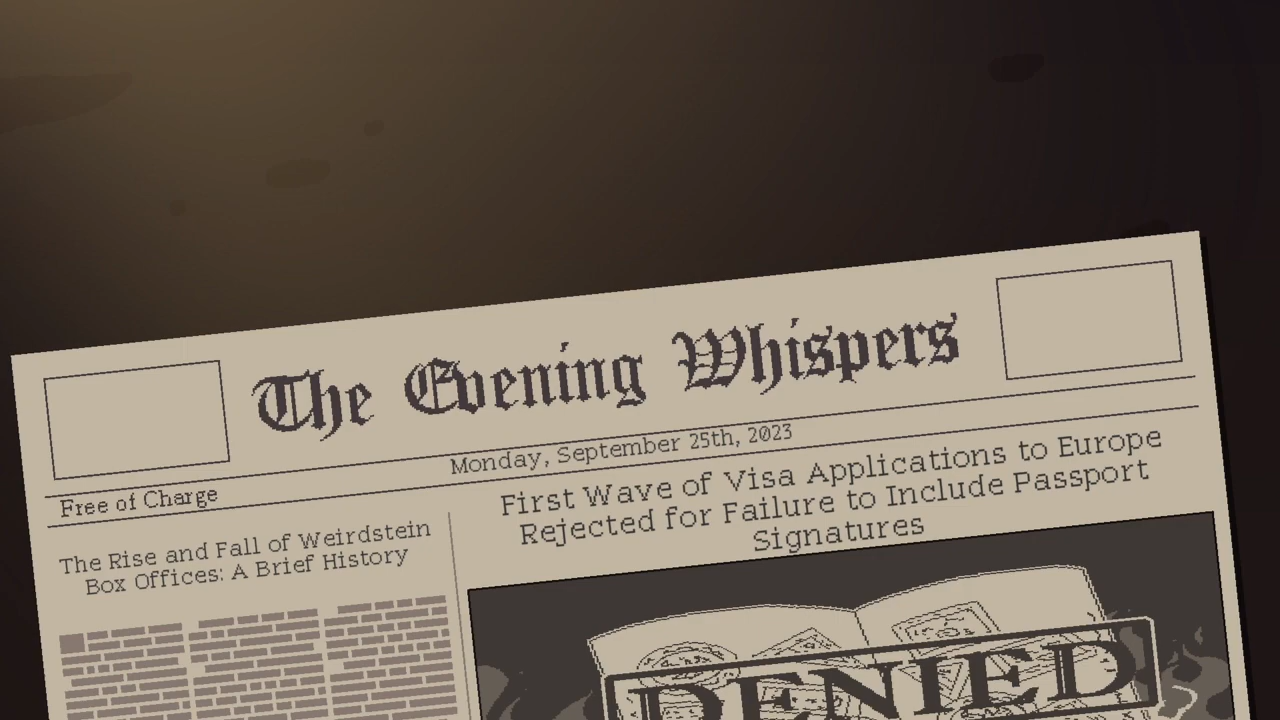 The Evening Whispers
Monday, September 25th, 2023
Free of Charge
The Rise and Fall of Weirdstein
Box Offices: A Brief History
First Wave of Visa Applications to Europe
Rejected for Failure to Include Passport
Signatures
DENIED